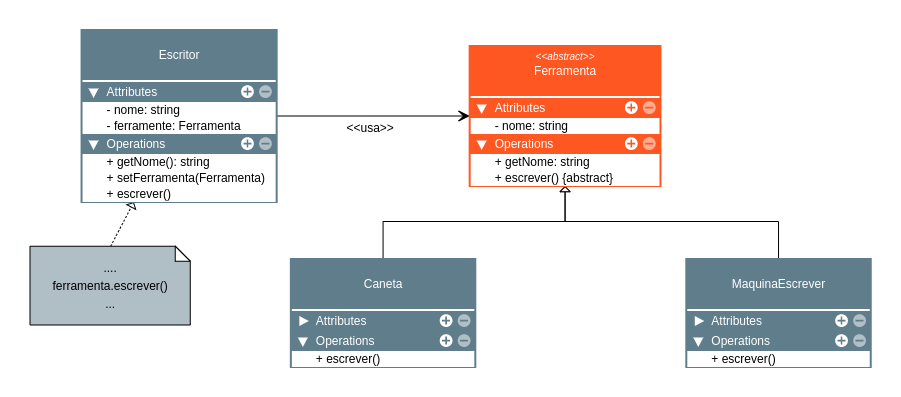 Escritor
Attributes
- nome: string
- ferramente: Ferramenta
Operations
+ getNome(): string
+ setFerramenta(Ferramenta)
+ escrever()
<<usa>>
<<abstract>>
Ferramenta
Attributes
- nome: string
Operations
+ getNome: string
+ escrever() {abstract}
....
ferramenta.escrever()
...
Caneta
Attributes
Operations
+ escrever()
MaquinaEscrever
Attributes
Operations
+ escrever()